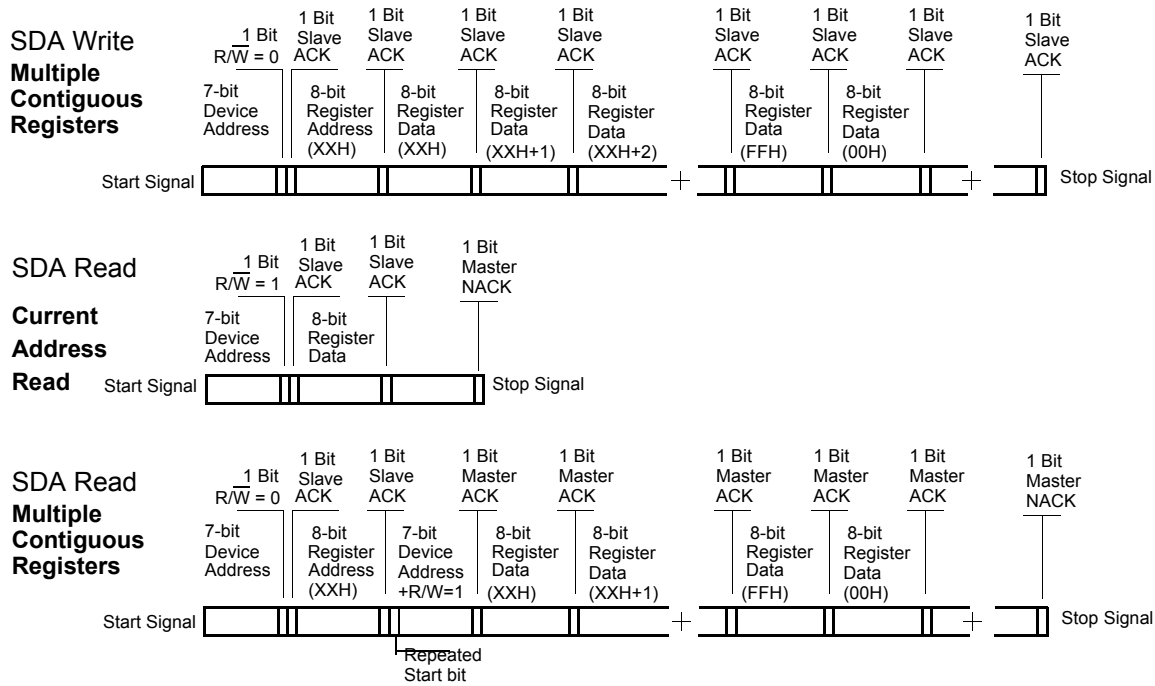 SDA Write
Multiple
Contiguous
Registers
1 Bit
R/W = 0
1 Bit
Slave
ACK
1 Bit
Slave
ACK
1 Bit
Slave
ACK
1 Bit
Slave
ACK
1 Bit
Slave
ACK
1 Bit
Slave
ACK
1 Bit
Slave
ACK
1 Bit
Slave
ACK
7-bit
Device
Address
8-bit
Register
Address
(XXH)
8-bit
Register
Data
(XXH)
8-bit
Register
Data
(XXH+1)
8-bit
Register
Data
(XXH+2)
8-bit
Register
Data
(FFH)
8-bit
Register
Data
(00H)
Start Signal
Stop Signal
SDA Read
Current
Address
Read
1 Bit
R/W = 1
1 Bit
Slave
ACK
1 Bit
Slave
ACK
1 Bit
Master
NACK
7-bit
Device
Address
8-bit
Register
Data
Start Signal
Stop Signal
SDA Read
Multiple
Contiguous
Registers
1 Bit
R/W = 0
1 Bit
Slave
ACK
1 Bit
Slave
ACK
1 Bit
Master
ACK
1 Bit
Master
ACK
1 Bit
Master
ACK
1 Bit
Master
ACK
1 Bit
Master
ACK
1 Bit
Master
NACK
7-bit
Device
Address
8-bit
Register
Address
(XXH)
7-bit
Device
Address
+R/W=1
8-bit
Register
Data
(XXH)
8-bit
Register
Data
(XXH+1)
8-bit
Register
Data
(FFH)
8-bit
Register
Data
(00H)
Start Signal
Stop Signal
Repeated
Start bit